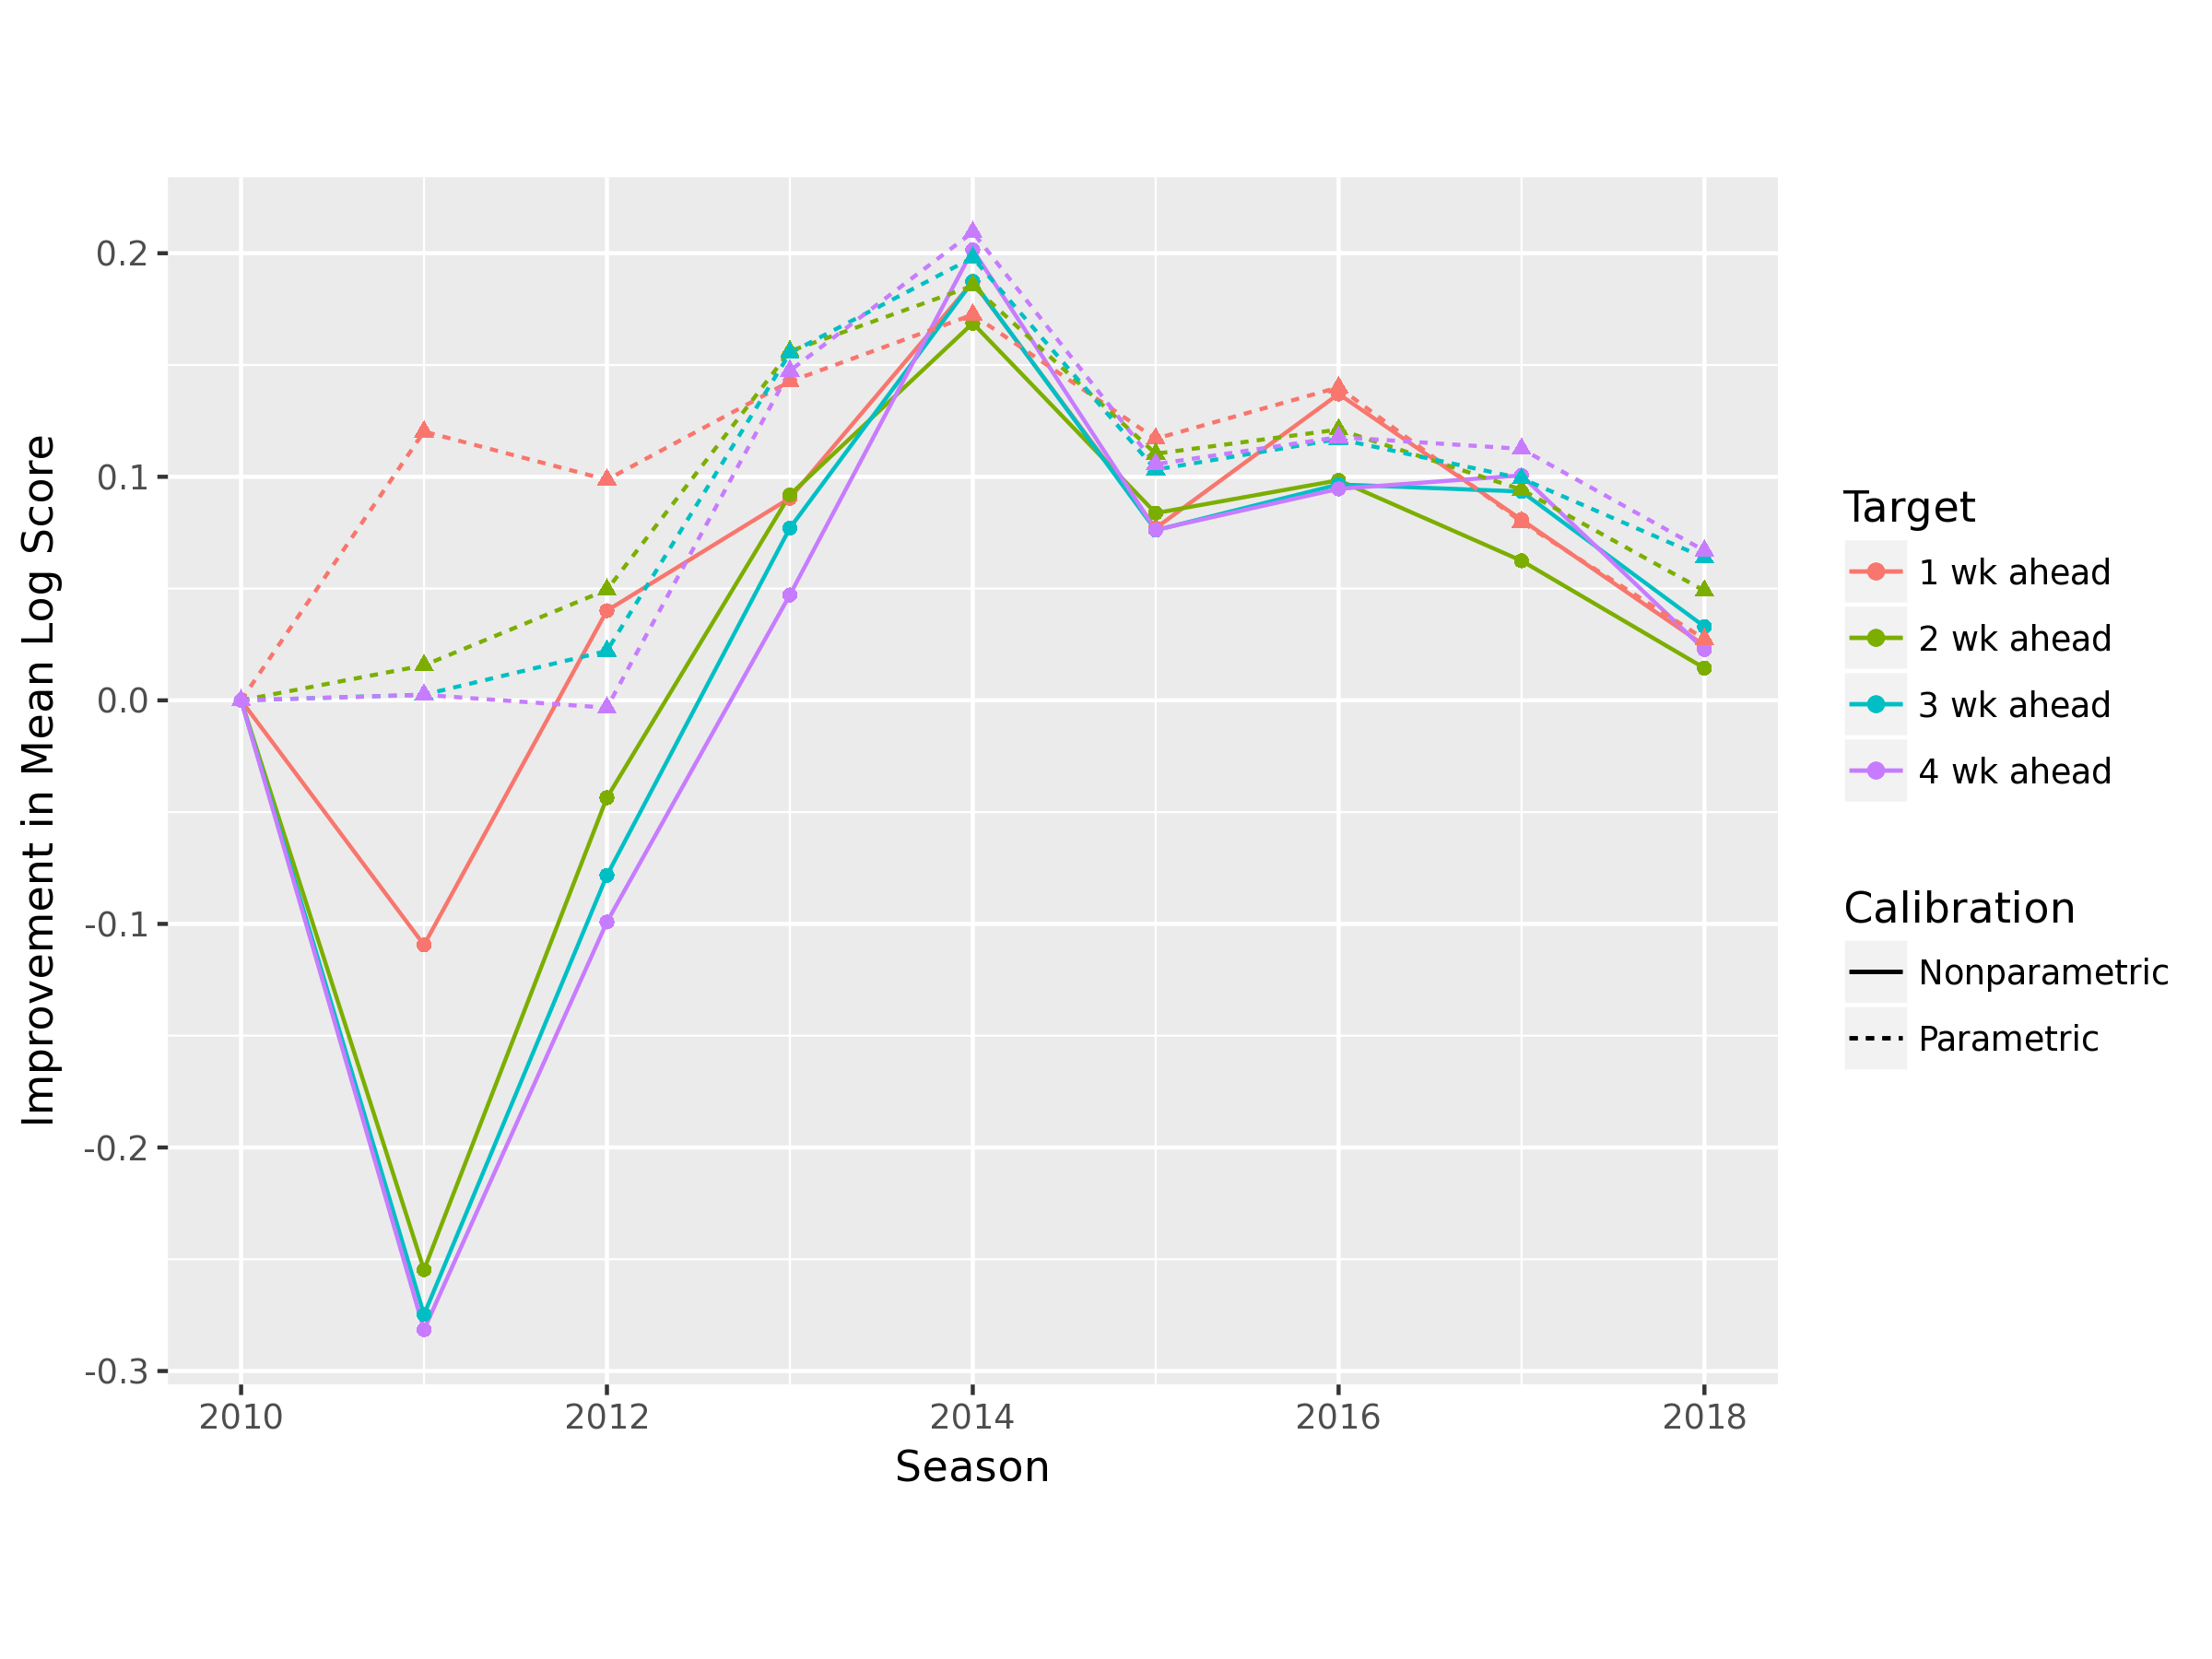 Improvement in Mean Log Score
0.2
0.1
0.0
-0.1
-0.2
-0.3
2010 2012 2014 2016 2018
Season
Target
1 wk ahead
2 wk ahead
3 wk ahead
4 wk ahead
Calibration
Nonparametric
Parametric